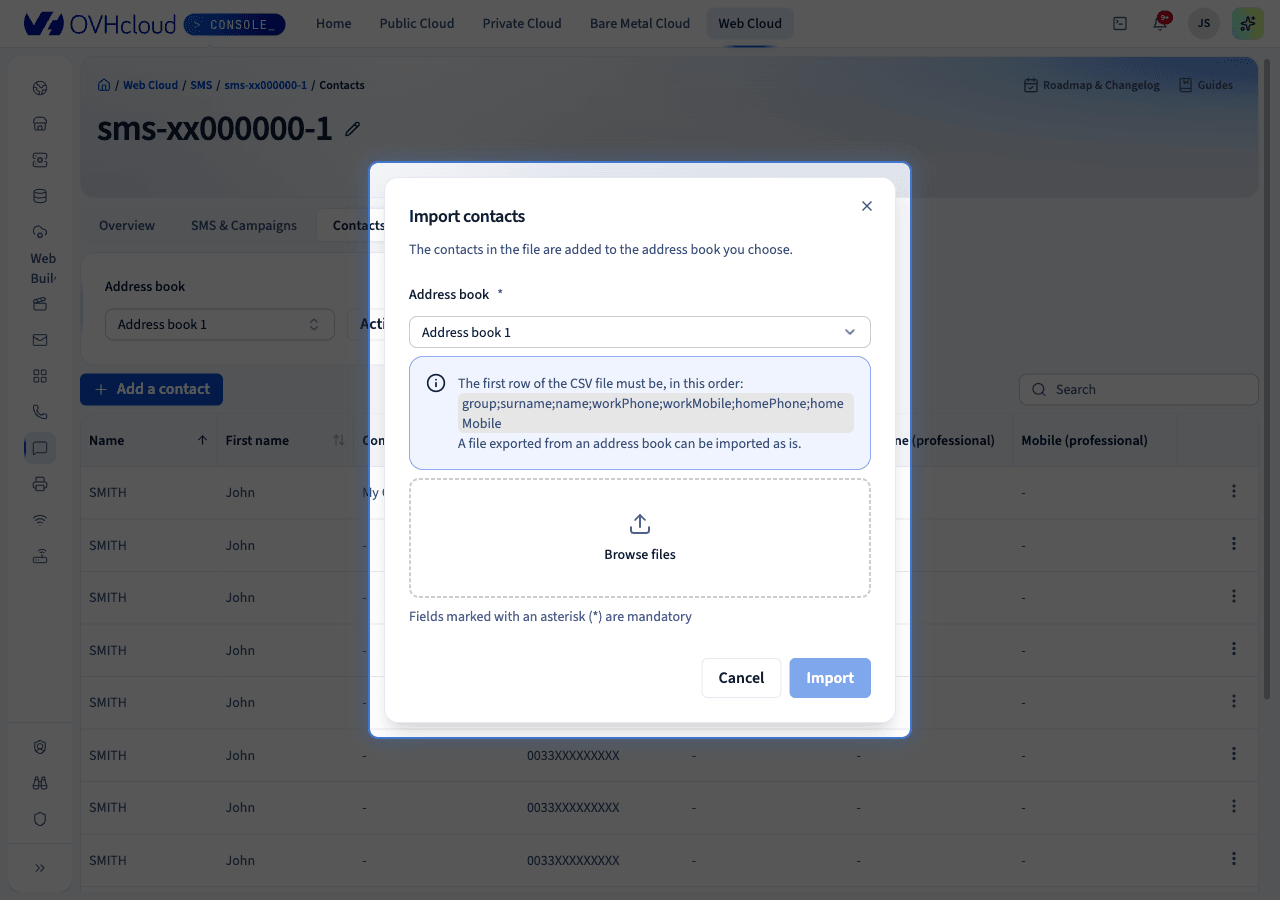 OVHcloud > CONSOLE_ Home Public Cloud Private Cloud Bare Metal Cloud Web Cloud 9+ JS
/ Web Cloud / SMS / sms-xx000000-1 / Contacts Roadmap & Changelog Guides
sms-xx000000-1
Overview SMS & Campaigns Contacts
Web
Address book
Address book 1
Add a contact
Search
Name First name (professional) Mobile (professional)
SMITH John My -
SMITH John - -
SMITH John - -
SMITH John - -
SMITH John - -
SMITH John - 0033XXXXXXXXX - - -
SMITH John - 0033XXXXXXXXX - - -
SMITH John - 0033XXXXXXXXX - - -
Import contacts
The contacts in the file are added to the address book you choose.
Address book *
Address book 1
The first row of the CSV file must be, in this order:
group;surname;name;workPhone;workMobile;homePhone;home
Mobile
A file exported from an address book can be imported as is.
Browse files
Fields marked with an asterisk (*) are mandatory
Cancel Import